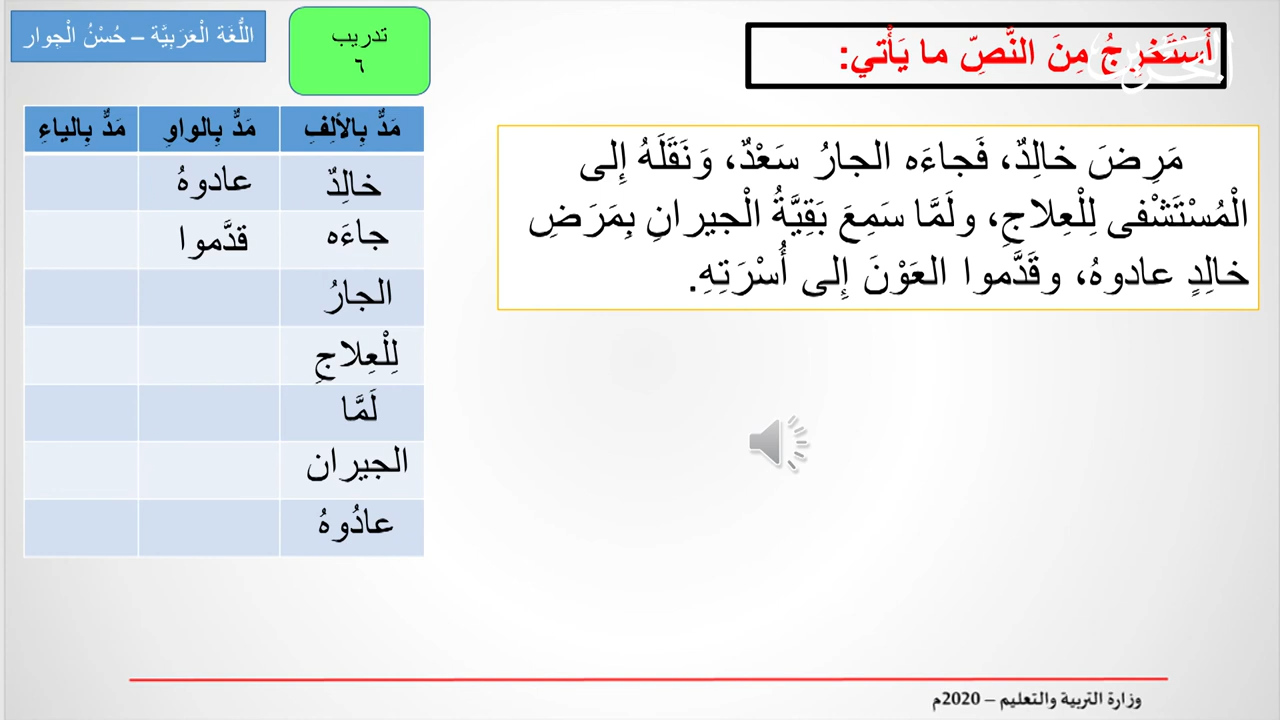 اللُّغَة الْعَرَبِيَّة – حُسْنُ الْجِوار
تدريب
٦
أَسْتَخرِجُ مِنَ النَّصِّ ما يَأْتي:
مَرِضَ خالِدٌ، فَجاءَه الجارُ سَعْدٌ، وَنَقَلَهُ إِلى
الْمُسْتَشْفى لِلْعِلاجِ، ولَمَّا سَمِعَ بَقِيَّةُ الْجيرانِ بِمَرَضِ
خالِدٍ عادوهُ، وقَدَّموا العَوْنَ إِلى أُسْرَتِهِ.
مَدٌّ بِالأَلِفِ مَدٌّ بِالواوِ مَدٌّ بِالياءِ
خالِدٌ عادوهُ
جاءَه قدَّموا
الجارُ
لِلْعِلاجِ
لَمَّا
الجيران
عادُوهُ
وزارة التربية والتعليم – 2020م